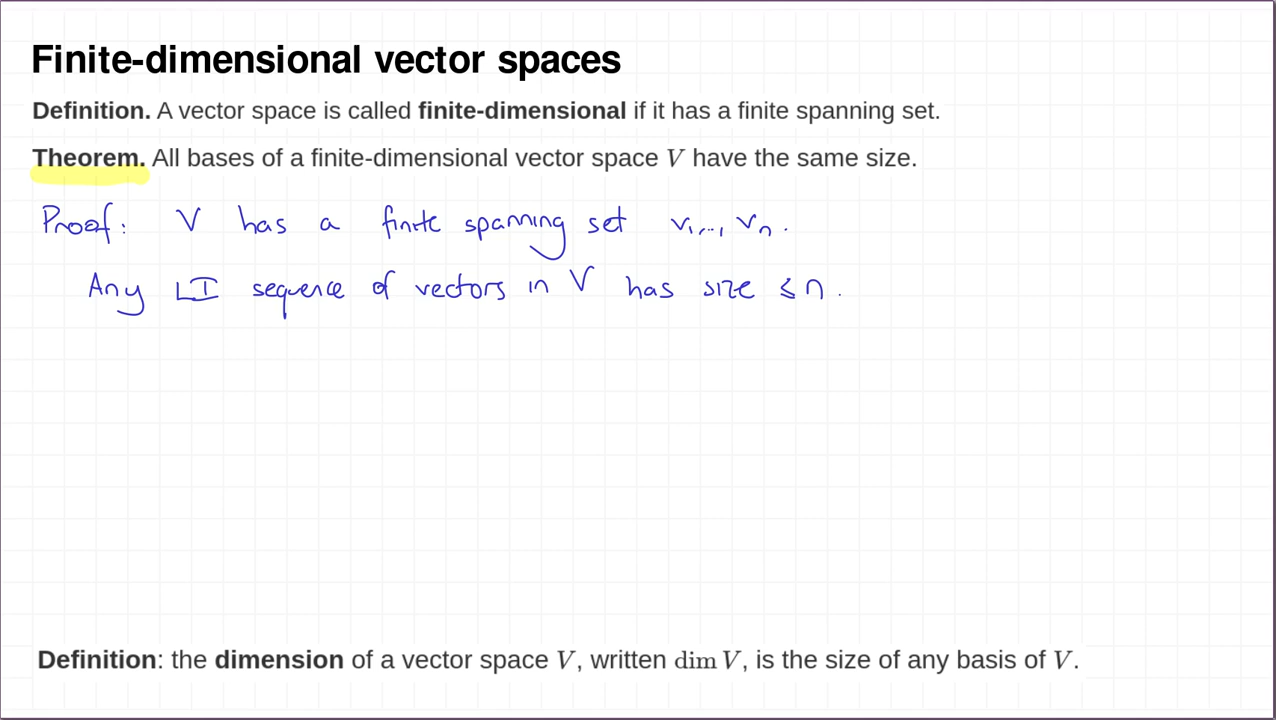 Finite-dimensional vector spaces
Definition. A vector space is called finite-dimensional if it has a finite spanning set.
Theorem. All bases of a finite-dimensional vector space V have the same size.
Proof: V has a finite spanning set v₁,...,vₙ.
Any LI sequence of vectors in V has size ≤ n.
Definition: the dimension of a vector space V, written dim V, is the size of any basis of V.